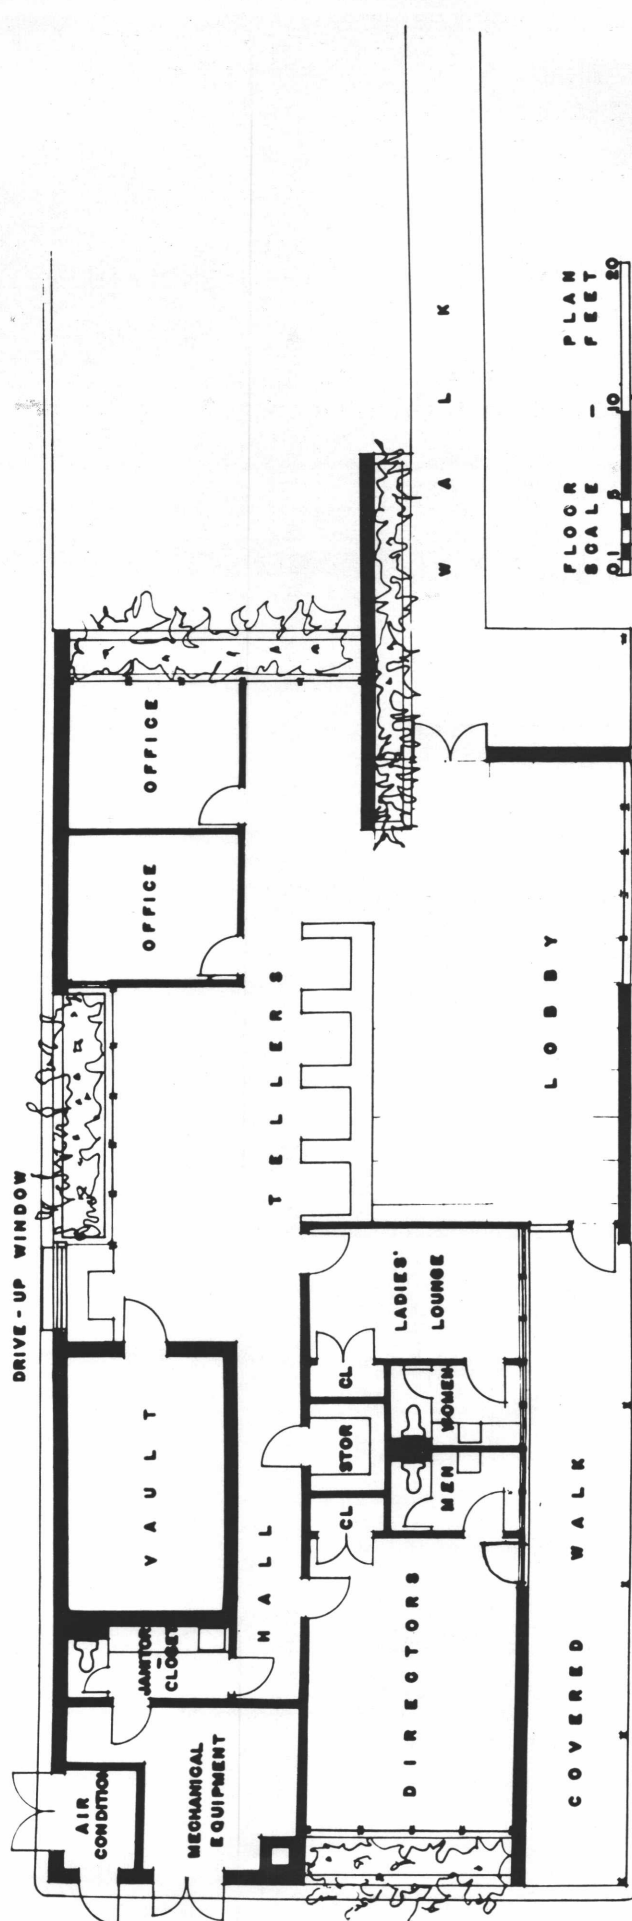 DRIVE-UP WINDOW
AIR
CONDITION
MECHANICAL
EQUIPMENT
JANITOR
CLOSET
VAULT
HALL
TELLERS
OFFICE
OFFICE
DIRECTORS
CL
STOR
CL
MEN
WOMEN
LADIES'
LOUNGE
LOBBY
COVERED WALK
WALK
FLOOR PLAN
SCALE - FEET
0 1 5 10 20